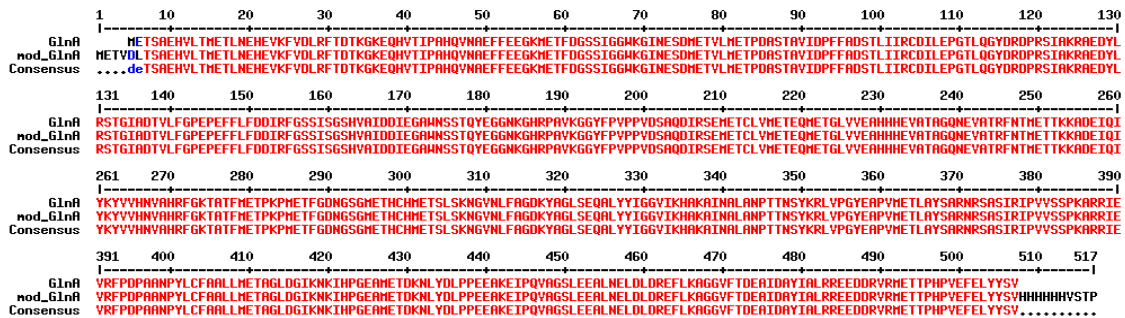 1 10 20 30 40 50 60 70 80 90 100 110 120 130
|--------+---------+---------+---------+---------+---------+---------+---------+---------+---------+---------+---------+---------|
GlnA METSAEHVLTMETLNEHEVKFVDLRFTDTKGKEQHVTIPAHQVNAEFFEEGKMETFDGSSIGGWKGINESDMETVLMETPDASTAVIDPFFADSTLIIRCDILEPGTLQGYDRDPRSIAKRAEDYL
mod_GlnA METVDLTSAEHVLTMETLNEHEVKFVDLRFTDTKGKEQHVTIPAHQVNAEFFEEGKMETFDGSSIGGWKGINESDMETVLMETPDASTAVIDPFFADSTLIIRCDILEPGTLQGYDRDPRSIAKRAEDYL
Consensus ....deTSAEHVLTMETLNEHEVKFVDLRFTDTKGKEQHVTIPAHQVNAEFFEEGKMETFDGSSIGGWKGINESDMETVLMETPDASTAVIDPFFADSTLIIRCDILEPGTLQGYDRDPRSIAKRAEDYL
131 140 150 160 170 180 190 200 210 220 230 240 250 260
|--------+---------+---------+---------+---------+---------+---------+---------+---------+---------+---------+---------+---------|
GlnA RSTGIADTVLFGPEPEFFLFDDIRFGSSISGSHVAIDDIEGAWNSSTQYEGGNKGHRPAVKGGYFPVPPVDSAQDIRSEMETCLVMETEQMETGLVVEAHHHEVATAGQNEVATRFNTMETTKKADEIQI
mod_GlnA RSTGIADTVLFGPEPEFFLFDDIRFGSSISGSHVAIDDIEGAWNSSTQYEGGNKGHRPAVKGGYFPVPPVDSAQDIRSEMETCLVMETEQMETGLVVEAHHHEVATAGQNEVATRFNTMETTKKADEIQI
Consensus RSTGIADTVLFGPEPEFFLFDDIRFGSSISGSHVAIDDIEGAWNSSTQYEGGNKGHRPAVKGGYFPVPPVDSAQDIRSEMETCLVMETEQMETGLVVEAHHHEVATAGQNEVATRFNTMETTKKADEIQI
261 270 280 290 300 310 320 330 340 350 360 370 380 390
|--------+---------+---------+---------+---------+---------+---------+---------+---------+---------+---------+---------+---------|
GlnA YKYVVHNVAHRFGKTATFMETPKPMETFGDNGSGMETHCHMETSLSKNGVNLFAGDKYAGLSEQALYYIGGVIKHAKAINALANPTTNSYKRLVPGYEAPVMETLAYSARNRSASIRIPVVSSPKARRIE
mod_GlnA YKYVVHNVAHRFGKTATFMETPKPMETFGDNGSGMETHCHMETSLSKNGVNLFAGDKYAGLSEQALYYIGGVIKHAKAINALANPTTNSYKRLVPGYEAPVMETLAYSARNRSASIRIPVVSSPKARRIE
Consensus YKYVVHNVAHRFGKTATFMETPKPMETFGDNGSGMETHCHMETSLSKNGVNLFAGDKYAGLSEQALYYIGGVIKHAKAINALANPTTNSYKRLVPGYEAPVMETLAYSARNRSASIRIPVVSSPKARRIE
391 400 410 420 430 440 450 460 470 480 490 500 510 517
|--------+---------+---------+---------+---------+---------+---------+---------+---------+---------+---------+---------+------|
GlnA VRFPDPAANPYLCFAALLMETAGLDGIKNKIHPGEAMETDKNLYDLPPEEAKEIPQVAGSLEEALNELDLDREFLKAGGVFTDEAIDAYIALRREEDDRVRMETTPHPVEFELYYSV
mod_GlnA VRFPDPAANPYLCFAALLMETAGLDGIKNKIHPGEAMETDKNLYDLPPEEAKEIPQVAGSLEEALNELDLDREFLKAGGVFTDEAIDAYIALRREEDDRVRMETTPHPVEFELYYSVHHHHHHVSTP
Consensus VRFPDPAANPYLCFAALLMETAGLDGIKNKIHPGEAMETDKNLYDLPPEEAKEIPQVAGSLEEALNELDLDREFLKAGGVFTDEAIDAYIALRREEDDRVRMETTPHPVEFELYYSV..........